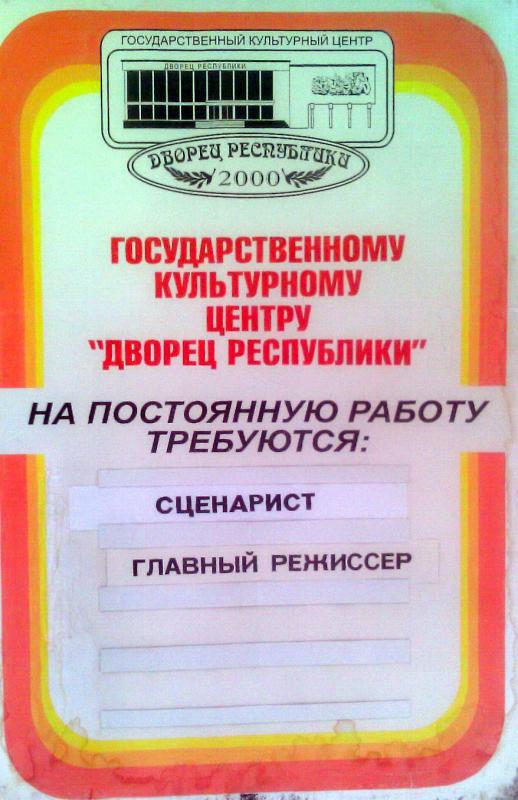 ГОСУДАРСТВЕННЫЙ КУЛЬТУРНЫЙ ЦЕНТР
ДВОРЕЦ РЕСПУБЛИКИ
ДВОРЕЦ РЕСПУБЛИКИ
2000
ГОСУДАРСТВЕННОМУ
КУЛЬТУРНОМУ
ЦЕНТРУ
"ДВОРЕЦ РЕСПУБЛИКИ"
НА ПОСТОЯННУЮ РАБОТУ
ТРЕБУЮТСЯ:
СЦЕНАРИСТ
ГЛАВНЫЙ РЕЖИССЕР